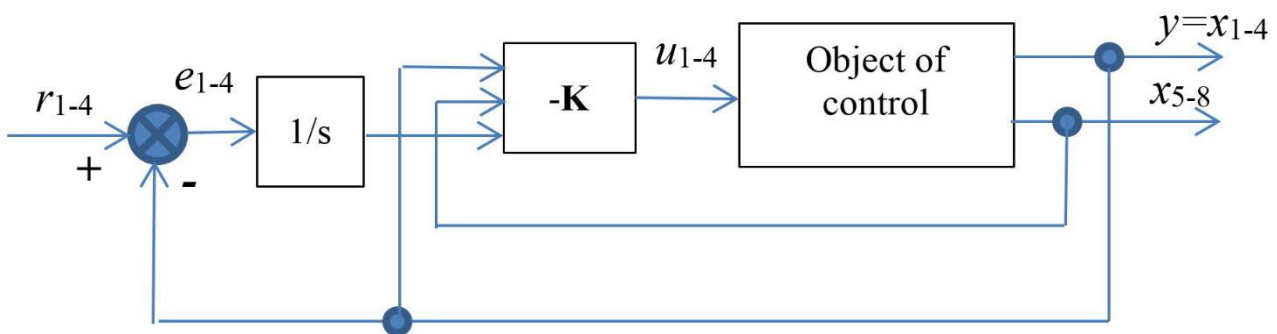 r1-4
+
-
e1-4
1/s
-K
u1-4
Object of
control
y=x1-4
x5-8